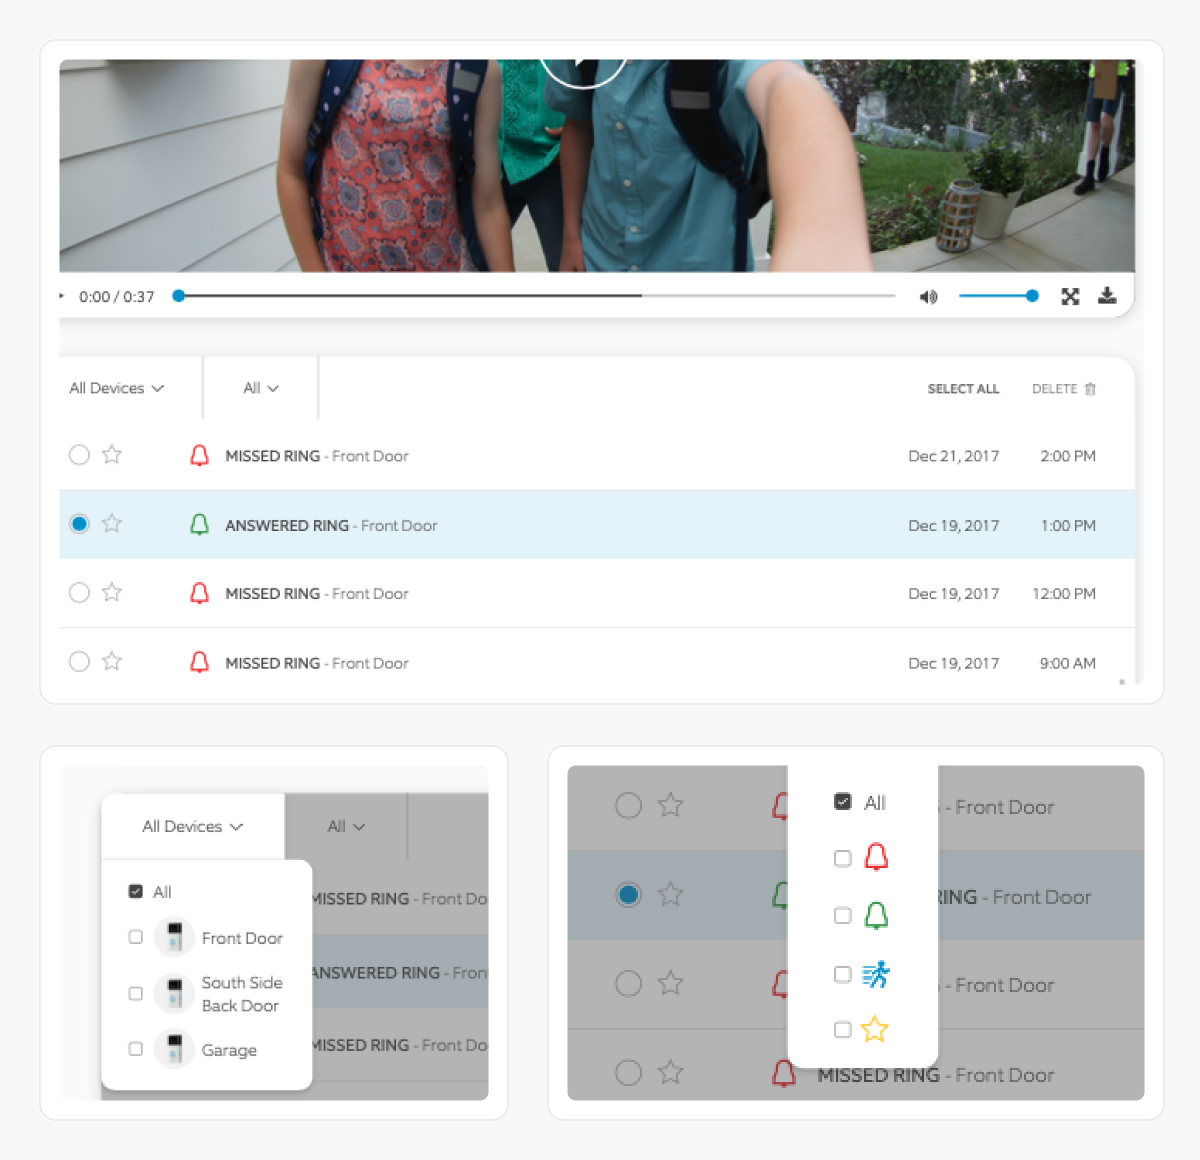 0:00 / 0:37
All Devices All SELECT ALL DELETE
MISSED RING - Front Door Dec 21, 2017 2:00 PM
ANSWERED RING - Front Door Dec 19, 2017 1:00 PM
MISSED RING - Front Door Dec 19, 2017 12:00 PM
MISSED RING - Front Door Dec 19, 2017 9:00 AM
All Devices All
All
MISSED RING - Front Do
Front Door
ANSWERED RING - Fron
South Side
Back Door
MISSED RING - Front Do
Garage
All
- Front Door
RING - Front Door
- Front Door
MISSED RING - Front Door